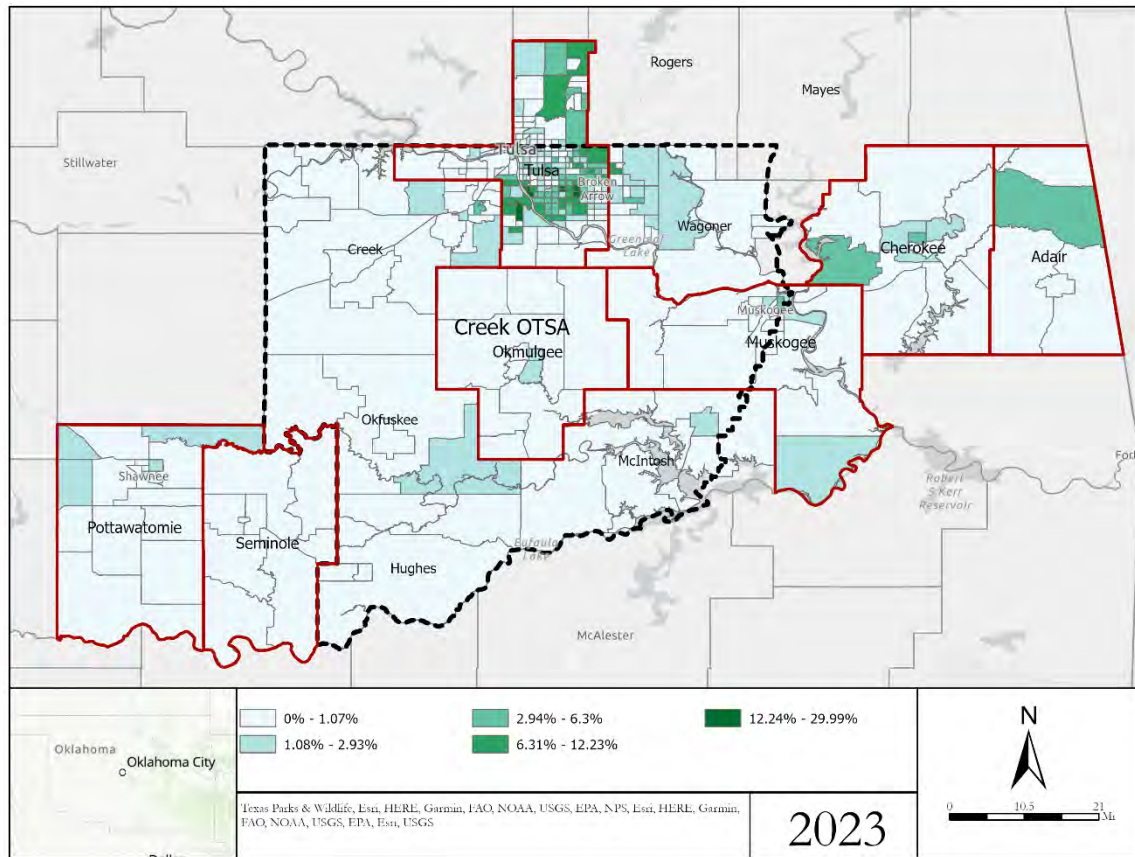 Rogers
Mayes
Stillwater
Tulsa
Tulsa
Broken
Arrow
Wagoner
Creek
Greenleaf
Lake
Cherokee
Adair
Muskogee
Muskogee
Creek OTSA
Okmulgee
Okfuskee
McIntosh
Shawnee
Pottawatomie
Seminole
Hughes
Eufaula
Lake
Robert
S Kerr
Reservoir
McAlester
0% - 1.07%
1.08% - 2.93%
2.94% - 6.3%
6.31% - 12.23%
12.24% - 29.99%
Oklahoma
Oklahoma City
Texas Parks & Wildlife, Esri, HERE, Garmin, FAO, NOAA, USGS, EPA, NPS, Esri, HERE, Garmin,
FAO, NOAA, USGS, EPA, Esri, USGS
2023
N
0 10.5 21
Mi